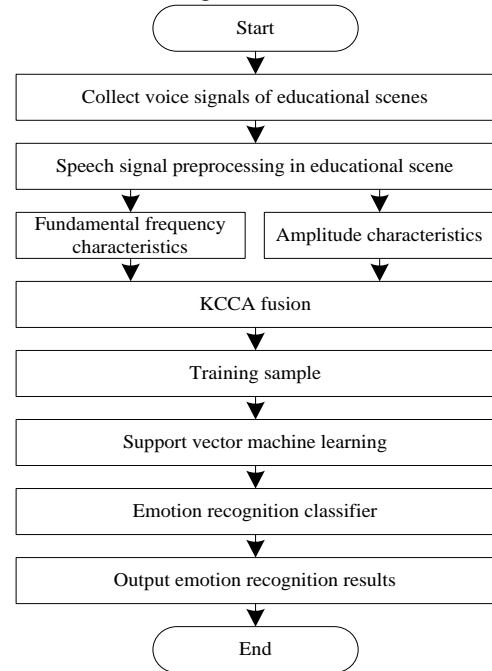 Start
Collect voice signals of educational scenes
Speech signal preprocessing in educational scene
Fundamental frequency
characteristics
Amplitude characteristics
KCCA fusion
Training sample
Support vector machine learning
Emotion recognition classifier
Output emotion recognition results
End